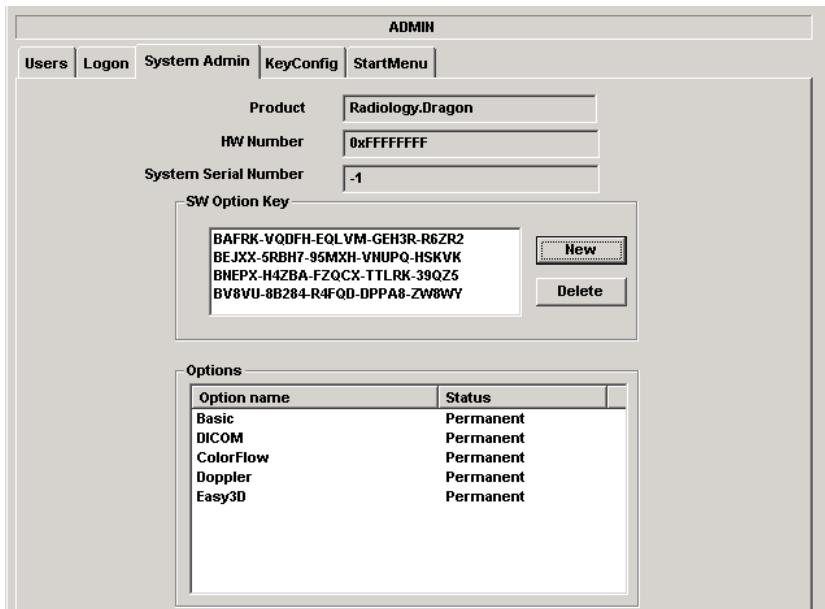 ADMIN
Users Logon System Admin KeyConfig StartMenu
Product Radiology.Dragon
HW Number 0xFFFFFFFF
System Serial Number -1
SW Option Key
BAFRK-VQDFH-EQLVM-GEH3R-R6ZR2
BEJXX-5RBH7-95MXH-VNUPQ-HSKVK
BNEPX-H4ZBA-FZQCX-TTLRK-39QZ5
BV8VU-8B284-R4FQD-DPPA8-ZW8WY
New
Delete
Options
Option name Status
Basic Permanent
DICOM Permanent
ColorFlow Permanent
Doppler Permanent
Easy3D Permanent